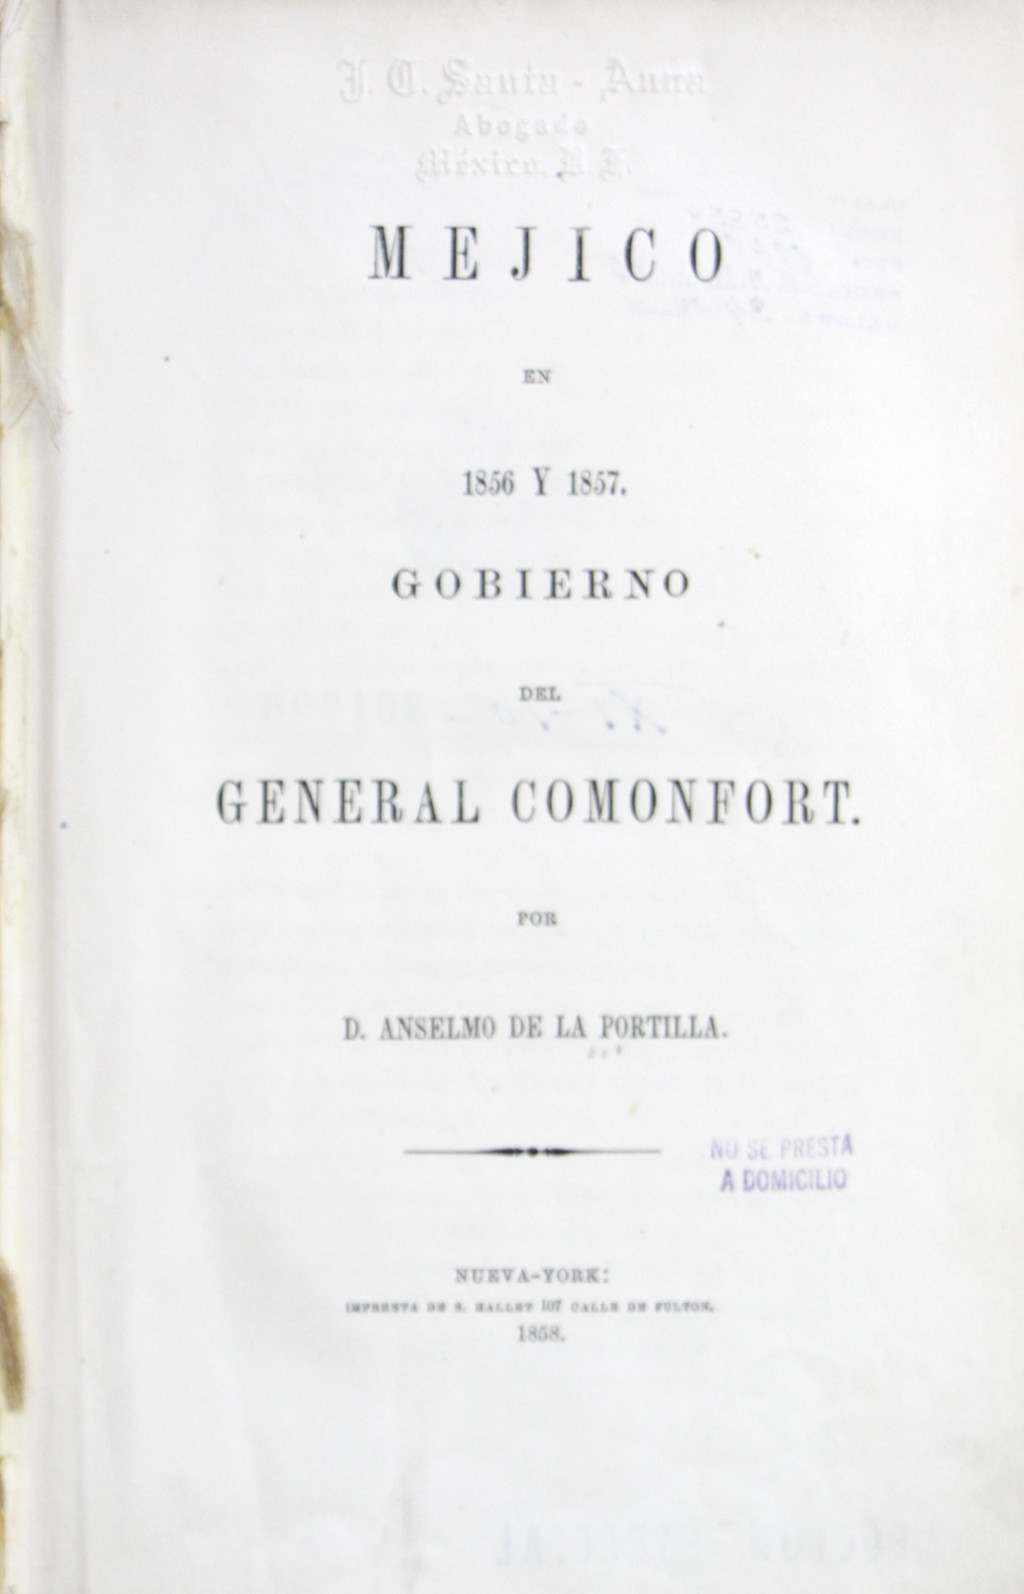 J. C. Santa-Anna
Abogado
México, D. F.
MEJICO
EN
1856 Y 1857.
GOBIERNO
DEL
GENERAL COMONFORT.
POR
D. ANSELMO DE LA PORTILLA.
NO SE PRESTA
A DOMICILIO
NUEVA-YORK:
IMPRENTA DE S. HALLET 107 CALLE DE FULTON.
1858.